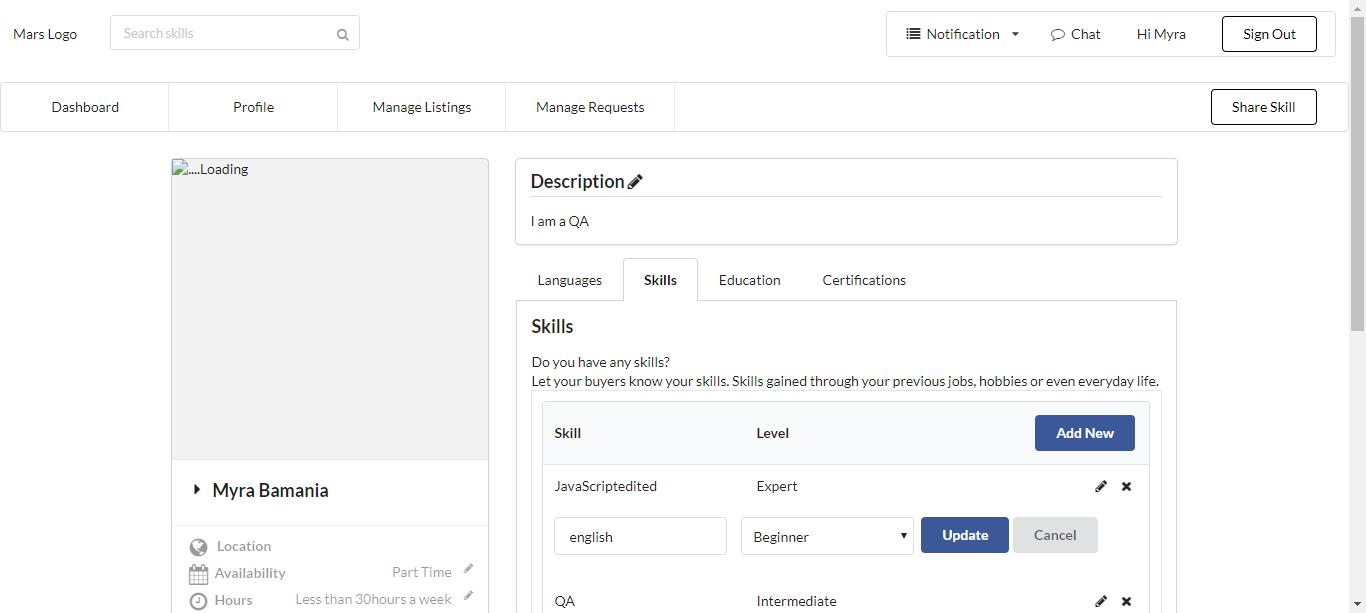 Mars Logo
Search skills
Notification
Chat
Hi Myra
Sign Out
Dashboard
Profile
Manage Listings
Manage Requests
Share Skill
....Loading
Myra Bamania
Location
Availability
Part Time
Hours
Less than 30hours a week
Description
I am a QA
Languages
Skills
Education
Certifications
Skills
Do you have any skills?
Let your buyers know your skills. Skills gained through your previous jobs, hobbies or even everyday life.
Skill
Level
Add New
JavaScriptedited
Expert
english
Beginner
Update
Cancel
QA
Intermediate